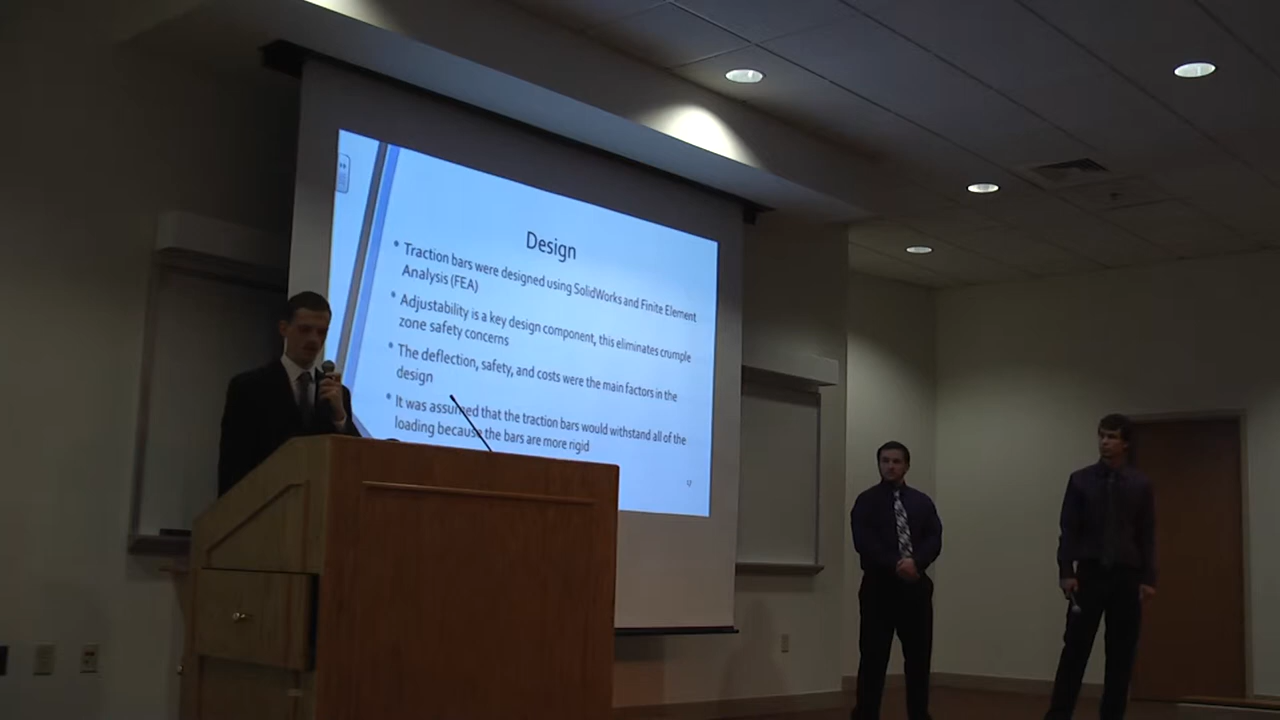 Design
• Traction bars were designed using SolidWorks and Finite Element
Analysis (FEA)
• Adjustability is a key design component, this eliminates crumple
zone safety concerns
• The deflection, safety, and costs were the main factors in the
design
• It was assumed that the traction bars would withstand all of the
loading because the bars are more rigid